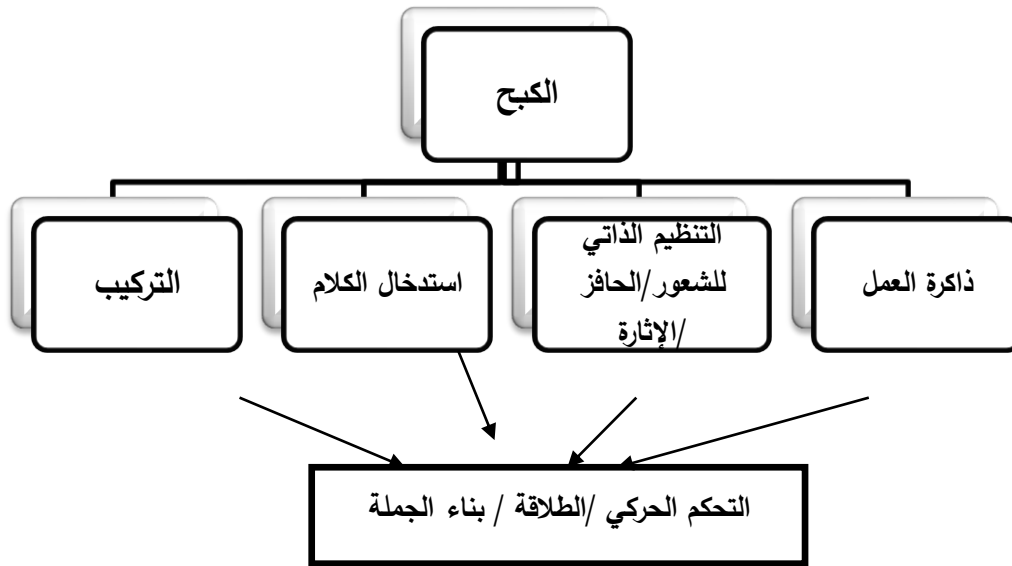 الكبح
ذاكرة العمل
التنظيم الذاتي
للشعور/الحافز
/الإثارة
استدخال الكلام
التركيب
التحكم الحركي /الطلاقة / بناء الجملة